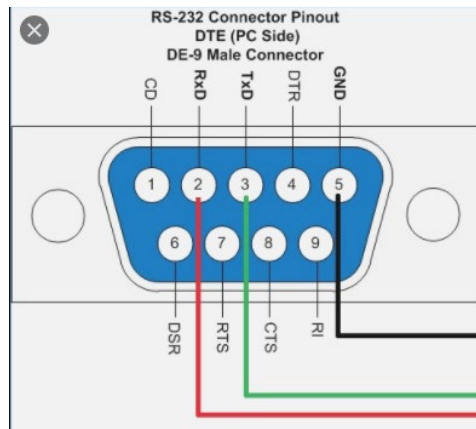 RS-232 Connector Pinout
DTE (PC Side)
DE-9 Male Connector
CD RxD TxD DTR GND
1 2 3 4 5
6 7 8 9
DSR RTS CTS RI